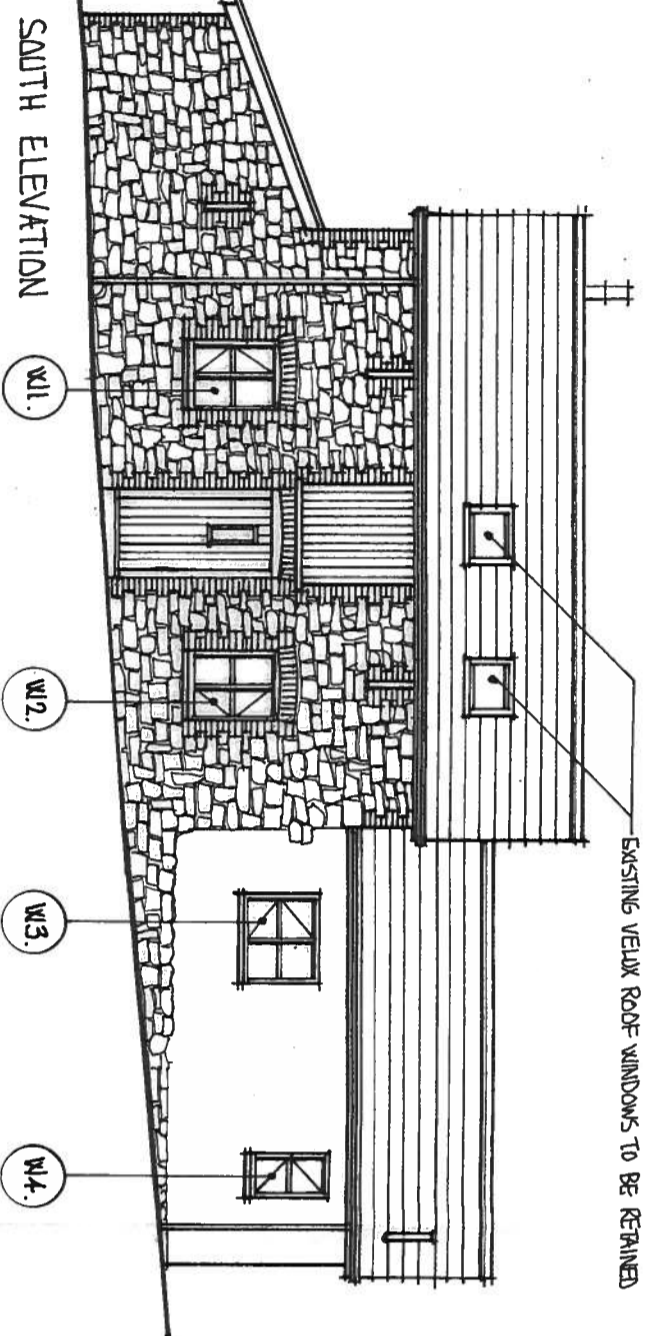 EXISTING VELUX ROOF WINDOWS TO BE RETAINED
W1.
W2.
W3.
W4.
SOUTH ELEVATION